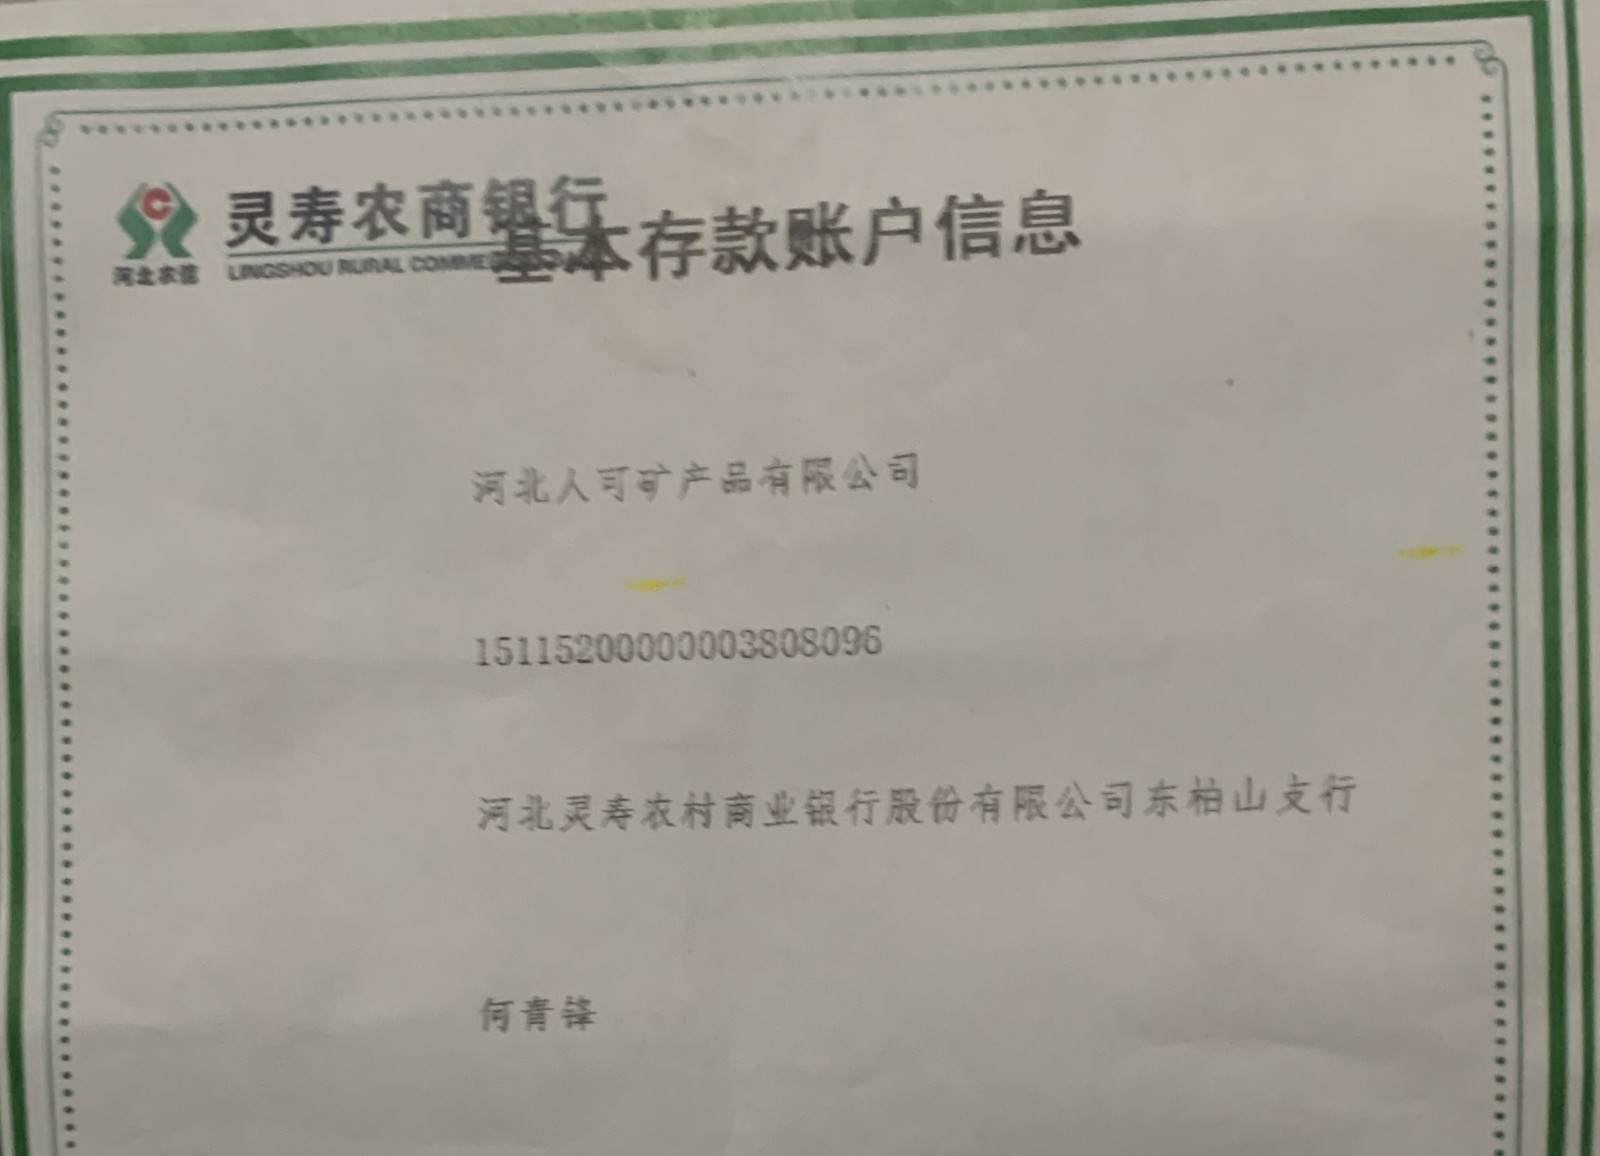 灵寿农商银行
LINGSHOU RURAL COMME
河北农信
基本存款账户信息
河北人可矿产品有限公司
15115200000003808096
河北灵寿农村商业银行股份有限公司东柏山支行
何青锋